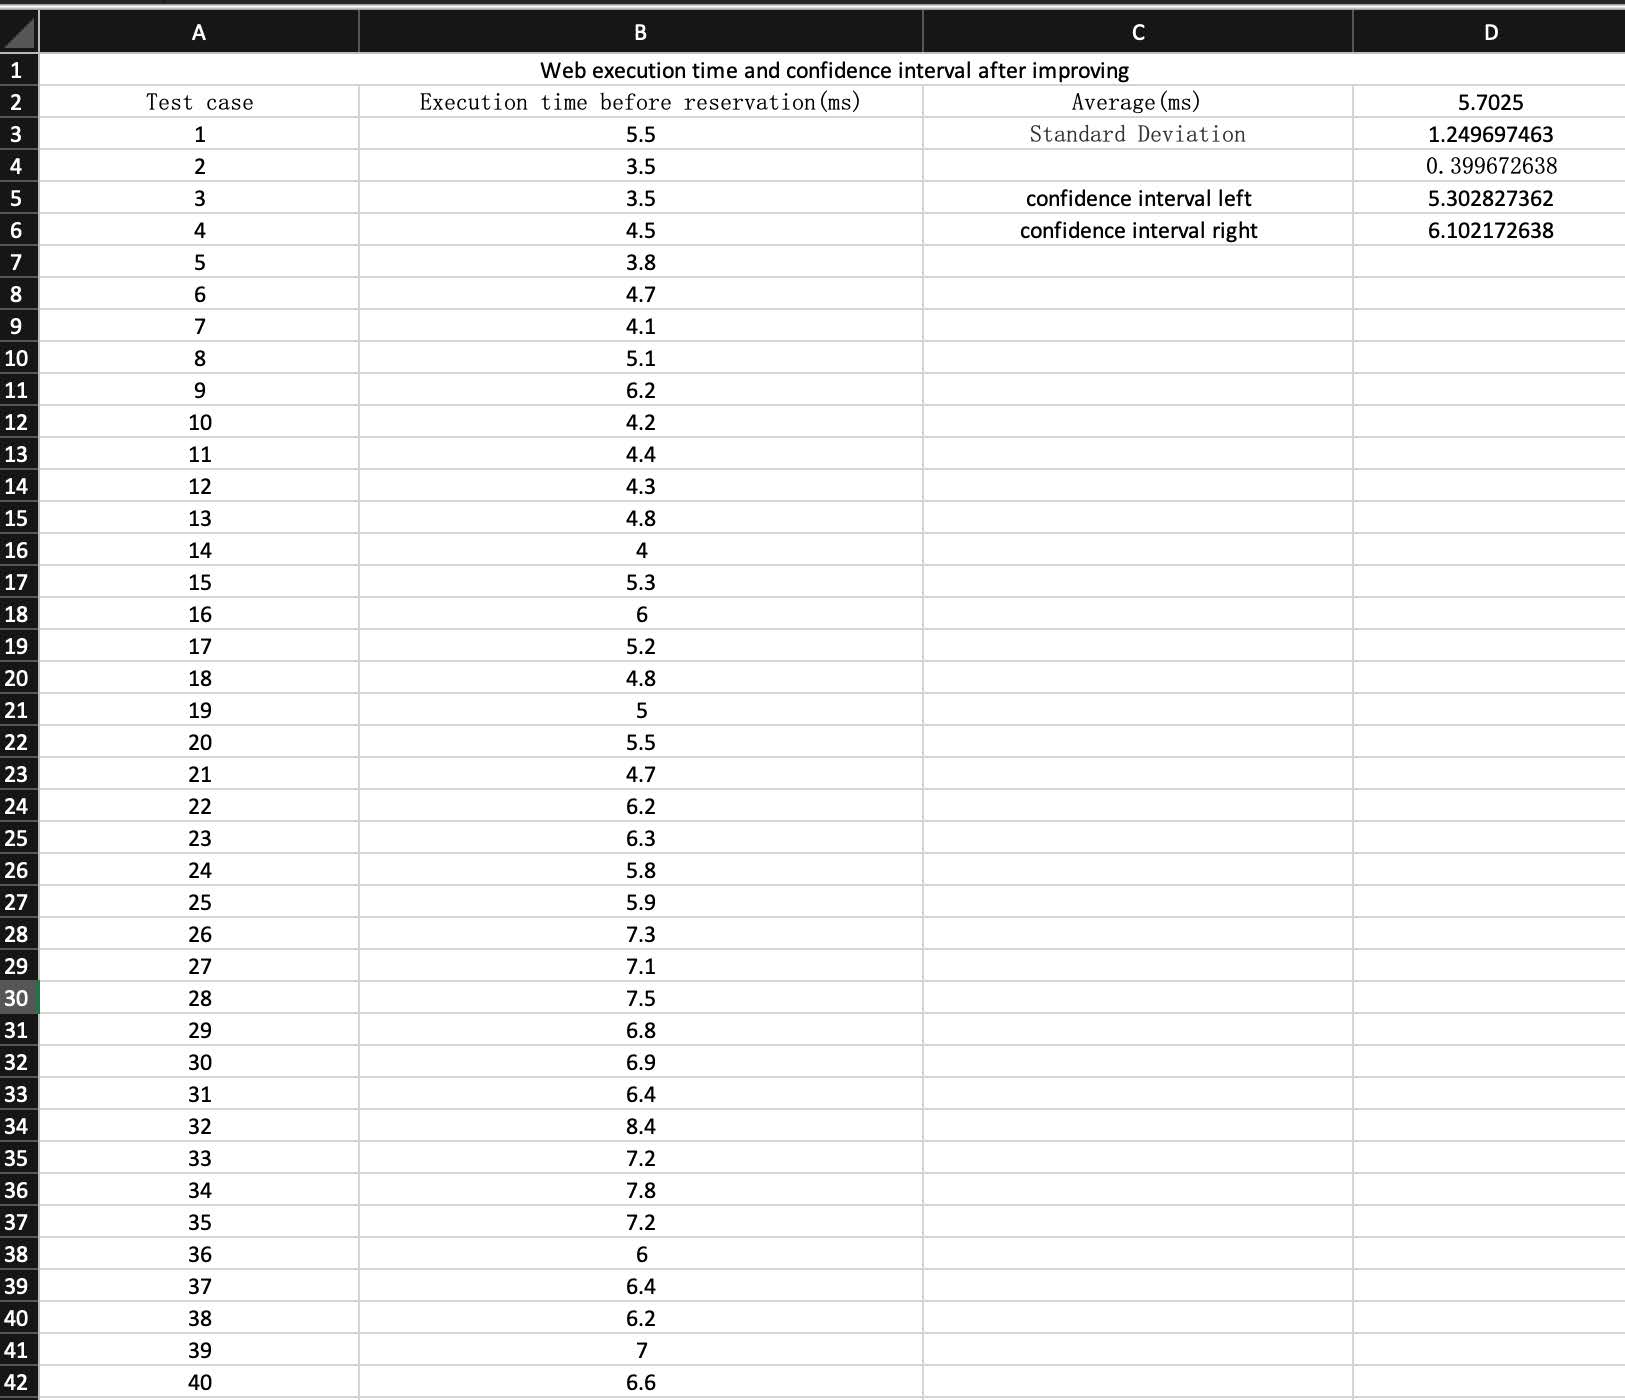 A B C D
1 Web execution time and confidence interval after improving
2 Test case Execution time before reservation(ms) Average(ms) 5.7025
3 1 5.5 Standard Deviation 1.249697463
4 2 3.5 0.399672638
5 3 3.5 confidence interval left 5.302827362
6 4 4.5 confidence interval right 6.102172638
7 5 3.8
8 6 4.7
9 7 4.1
10 8 5.1
11 9 6.2
12 10 4.2
13 11 4.4
14 12 4.3
15 13 4.8
16 14 4
17 15 5.3
18 16 6
19 17 5.2
20 18 4.8
21 19 5
22 20 5.5
23 21 4.7
24 22 6.2
25 23 6.3
26 24 5.8
27 25 5.9
28 26 7.3
29 27 7.1
30 28 7.5
31 29 6.8
32 30 6.9
33 31 6.4
34 32 8.4
35 33 7.2
36 34 7.8
37 35 7.2
38 36 6
39 37 6.4
40 38 6.2
41 39 7
42 40 6.6